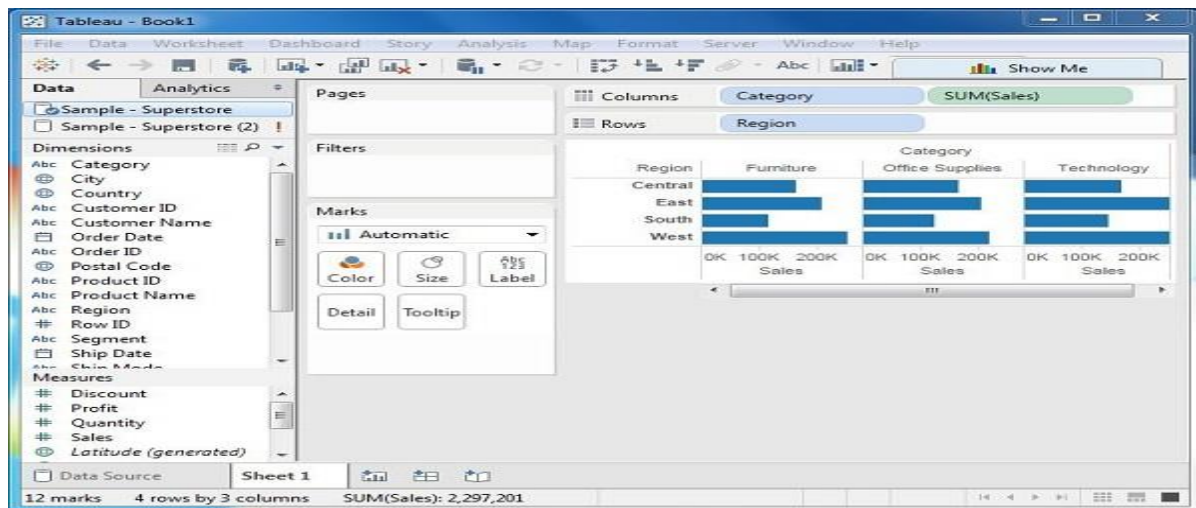 Tableau - Book1
File Data Worksheet Dashboard Story Analysis Map Format Server Window Help
Abc Show Me
Data Analytics
Sample - Superstore
Sample - Superstore (2) !
Dimensions
Abc Category
City
Country
Abc Customer ID
Abc Customer Name
Order Date
Abc Order ID
Postal Code
Abc Product ID
Abc Product Name
Abc Region
# Row ID
Abc Segment
Ship Date
Abc Ship Mode
Measures
# Discount
# Profit
# Quantity
# Sales
Latitude (generated)
Pages
Filters
Marks
Automatic
Color Size Abc 123 Label
Detail Tooltip
Columns Category SUM(Sales)
Rows Region
Category
Region Furniture Office Supplies Technology
Central
East
South
West
0K 100K 200K 0K 100K 200K 0K 100K 200K
Sales Sales Sales
Data Source Sheet 1
12 marks 4 rows by 3 columns SUM(Sales): 2,297,201